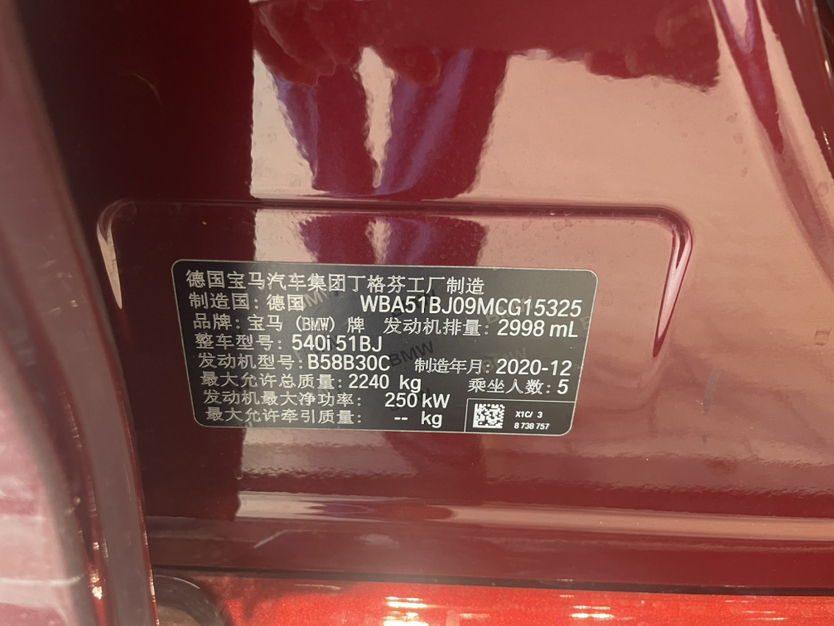 德国宝马汽车集团丁格芬工厂制造
制造国: 德国 WBA51BJ09MCG15325
品牌: 宝马 (BMW) 牌 发动机排量: 2998 mL
整车型号: 540i 51BJ
发动机型号: B58B30C 制造年月: 2020-12
最大允许总质量: 2240 kg 乘坐人数: 5
发动机最大净功率: 250 kW
最大允许牵引质量: -- kg
X1C/ 3
8 738 757